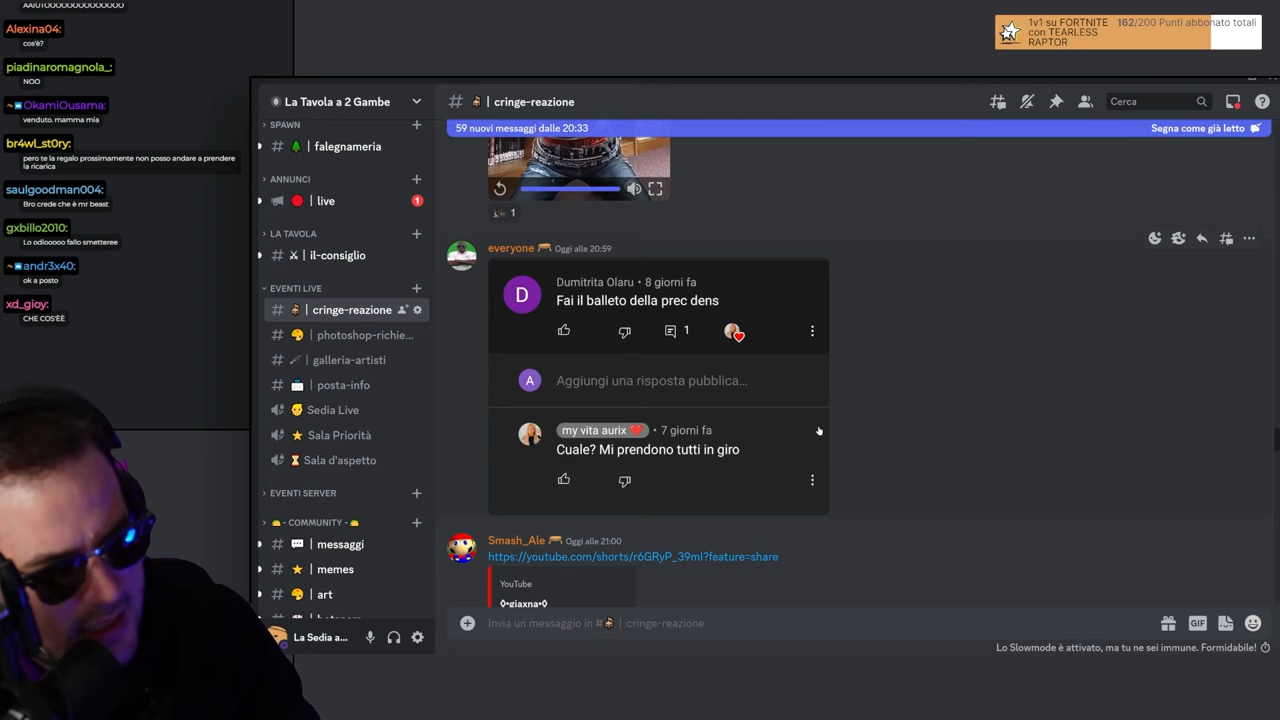 AAIUTOOOOOOOOOOOOO
Alexina04:
cos'è?
piadinaromagnola_:
NOO
OkamiOusama:
venduto. mamma mia
br4wl_st0ry:
pero te la regalo prossimamente non posso andare a prendere
la ricarica
saulgoodman004:
Bro crede che è mr beast
gxbillo2010:
Lo odiooooo fallo smetteree
andr3x40:
ok a posto
xd_gioy:
CHE COS'ÈÈ
1v1 su FORTNITE
con TEARLESS
RAPTOR
162/200 Punti abbonato totali
La Tavola a 2 Gambe
SPAWN
# | falegnameria
ANNUNCI
| live
1
LA TAVOLA
# | il-consiglio
EVENTI LIVE
# | cringe-reazione
# | photoshop-richie...
# | galleria-artisti
# | posta-info
Sedia Live
Sala Priorità
Sala d'aspetto
EVENTI SERVER
- COMMUNITY -
# | messaggi
# | memes
# | art
La Sedia a...
# | cringe-reazione
Cerca
59 nuovi messaggi dalle 20:33
Segna come già letto
1
everyone Oggi alle 20:59
D
Dumitrita Olaru • 8 giorni fa
Fai il balleto della prec dens
1
A
Aggiungi una risposta pubblica...
my vita aurix • 7 giorni fa
Cuale? Mi prendono tutti in giro
Smash_Ale Oggi alle 21:00
https://youtube.com/shorts/r6GRyP_39mI?feature=share
YouTube
◊•giaxna•◊
Invia un messaggio in # | cringe-reazione
GIF
Lo Slowmode è attivato, ma tu ne sei immune. Formidabile!